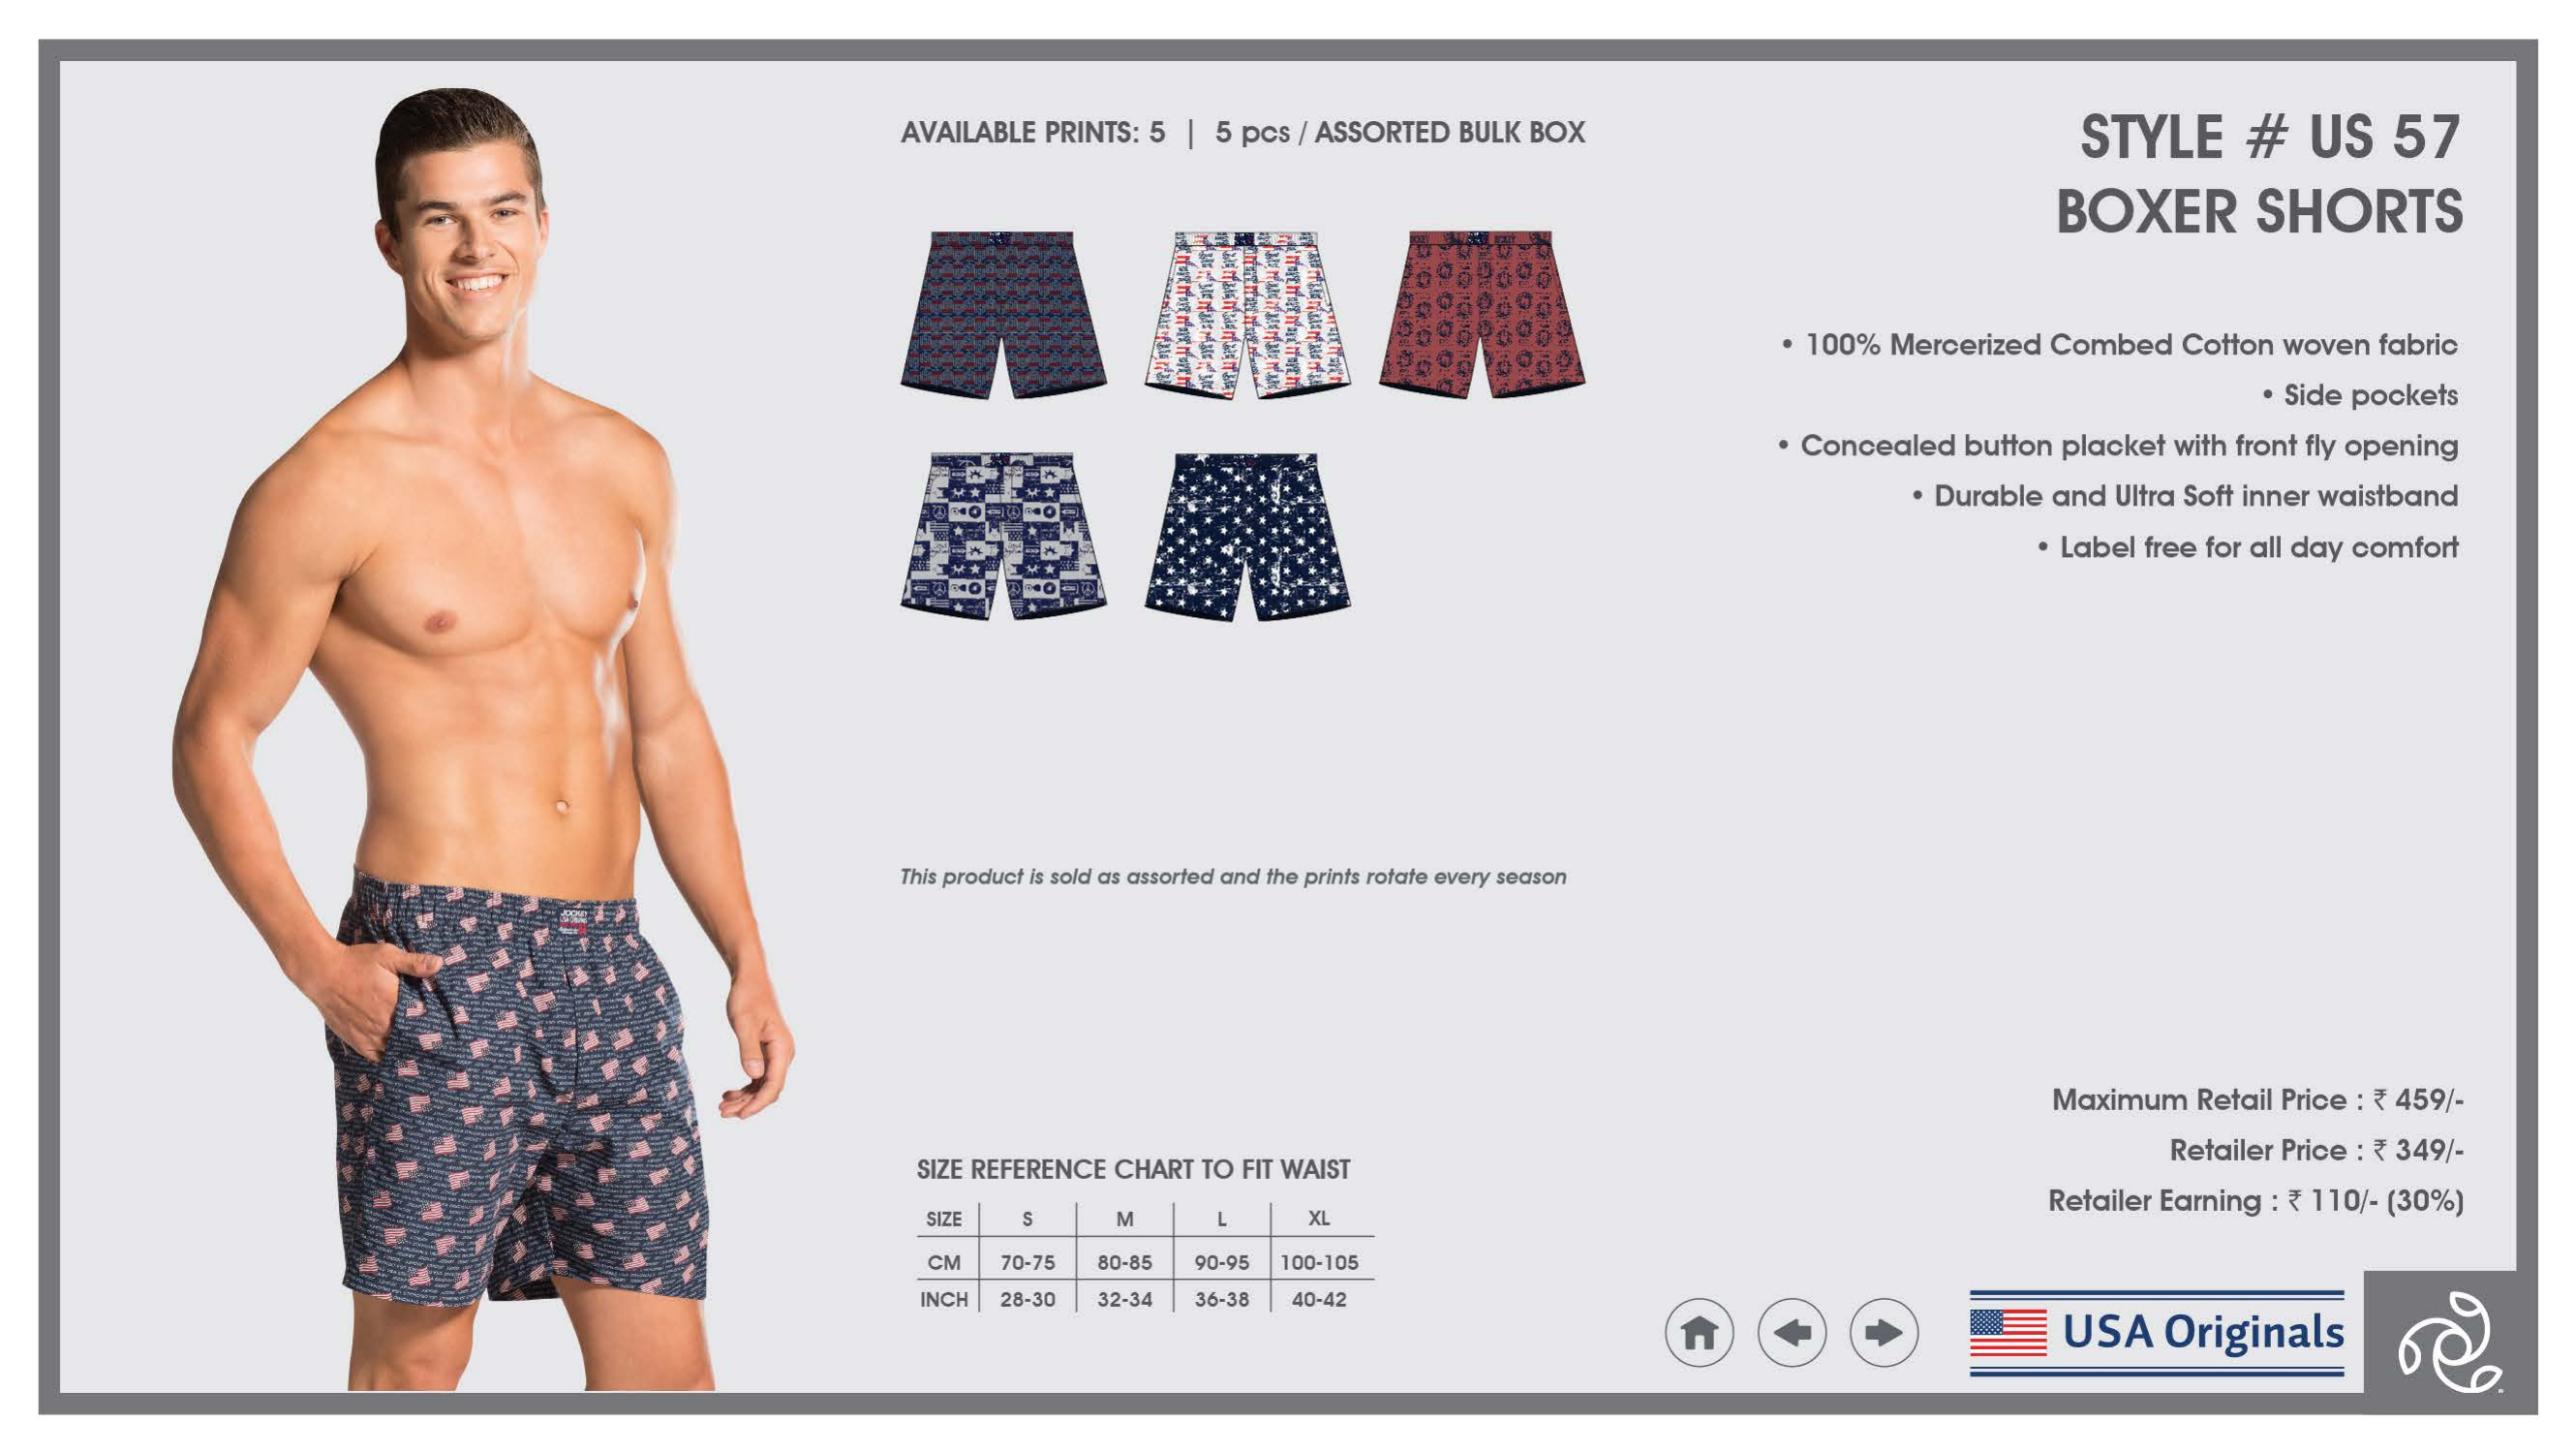 AVAILABLE PRINTS: 5 | 5 pcs / ASSORTED BULK BOX
STYLE # US 57
BOXER SHORTS
• 100% Mercerized Combed Cotton woven fabric
• Side pockets
• Concealed button placket with front fly opening
• Durable and Ultra Soft inner waistband
• Label free for all day comfort
This product is sold as assorted and the prints rotate every season
JOCKEY
USA ORIGINALS
Maximum Retail Price : ₹ 459/-
Retailer Price : ₹ 349/-
Retailer Earning : ₹ 110/- (30%)
SIZE REFERENCE CHART TO FIT WAIST
SIZE S M L XL
CM 70-75 80-85 90-95 100-105
INCH 28-30 32-34 36-38 40-42
USA Originals